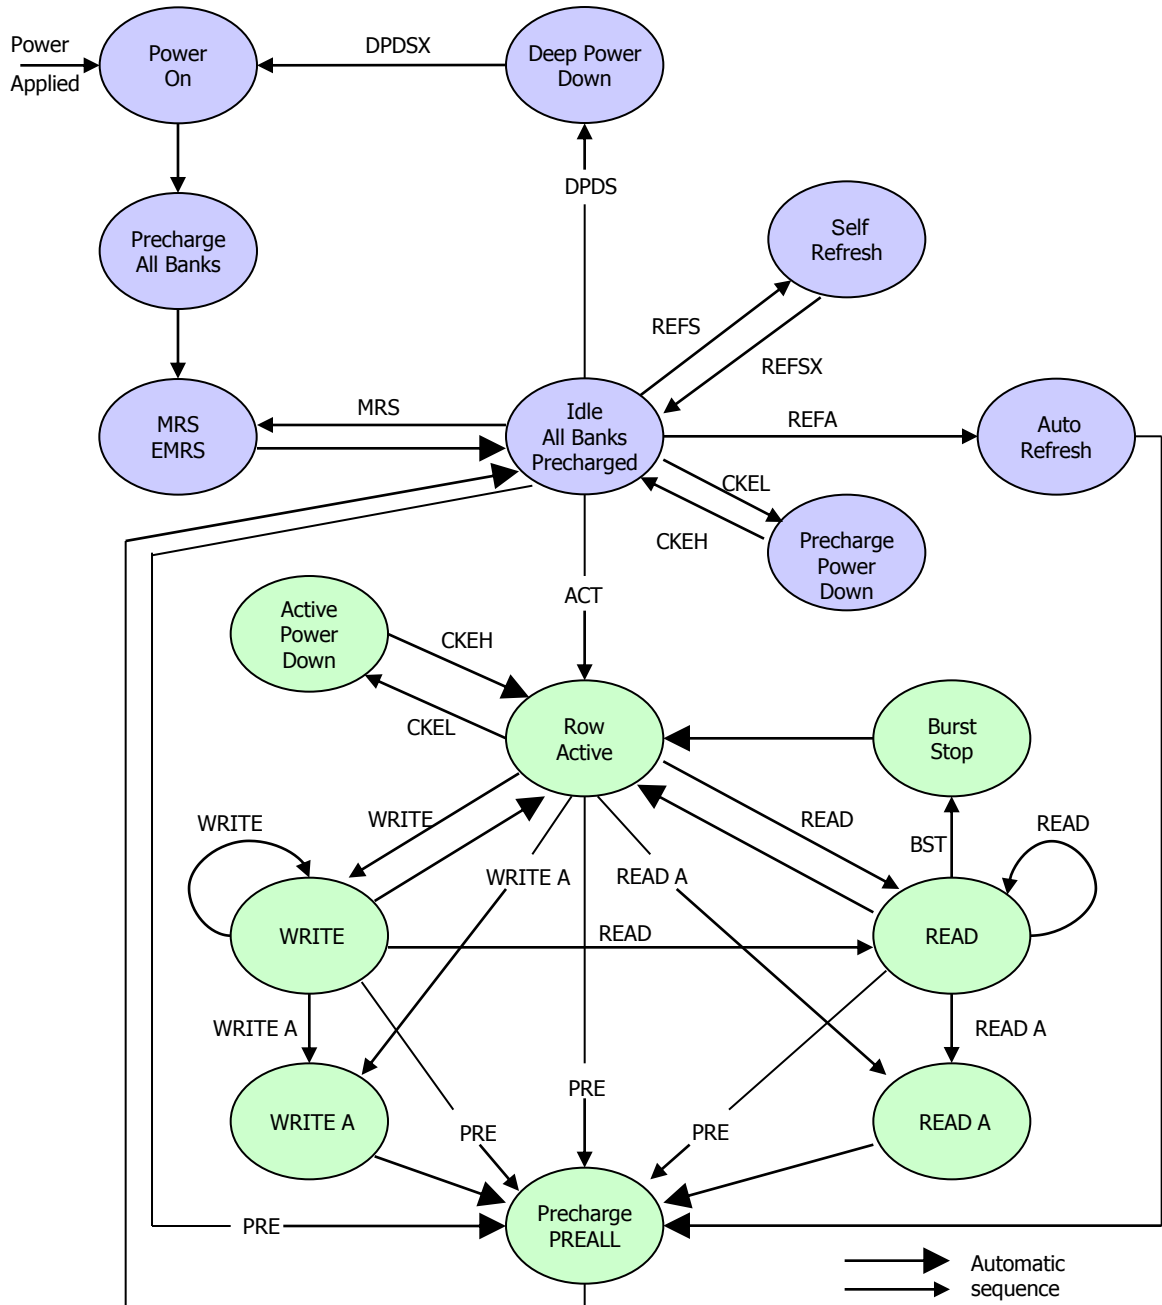 Power
Applied
Power
On
DPDSX
Deep Power
Down
DPDS
Precharge
All Banks
Self
Refresh
REFS
REFSX
MRS
EMRS
MRS
Idle
All Banks
Precharged
REFA
Auto
Refresh
CKEL
CKEH
Precharge
Power
Down
ACT
Active
Power
Down
CKEH
CKEL
Row
Active
Burst
Stop
WRITE
WRITE
READ
BST
READ
WRITE A
READ A
WRITE
READ
READ
WRITE A
READ A
WRITE A
PRE
PRE
PRE
READ A
PRE
Precharge
PREALL
Automatic
sequence